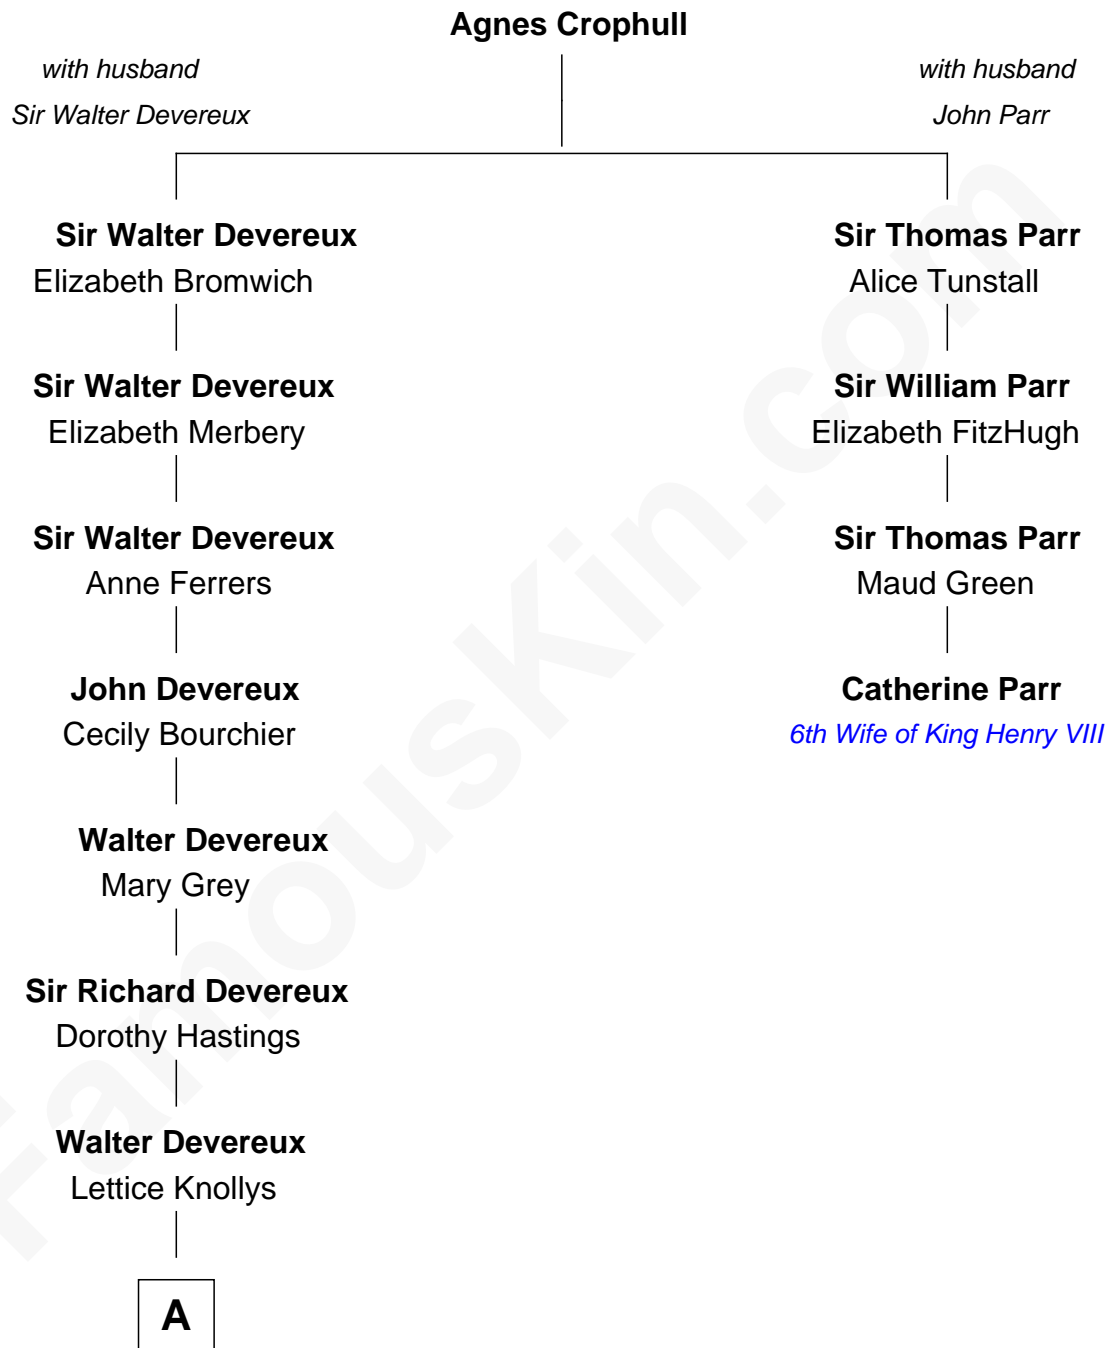 Agnes Crophull
with husband
Sir Walter Devereux
with husband
John Parr
Sir Walter Devereux
Elizabeth Bromwich
Sir Thomas Parr
Alice Tunstall
Sir Walter Devereux
Elizabeth Merbery
Sir William Parr
Elizabeth FitzHugh
Sir Walter Devereux
Anne Ferrers
Sir Thomas Parr
Maud Green
John Devereux
Cecily Bourchier
Catherine Parr
6th Wife of King Henry VIII
Walter Devereux
Mary Grey
Sir Richard Devereux
Dorothy Hastings
Walter Devereux
Lettice Knollys
A
FamousKin.com